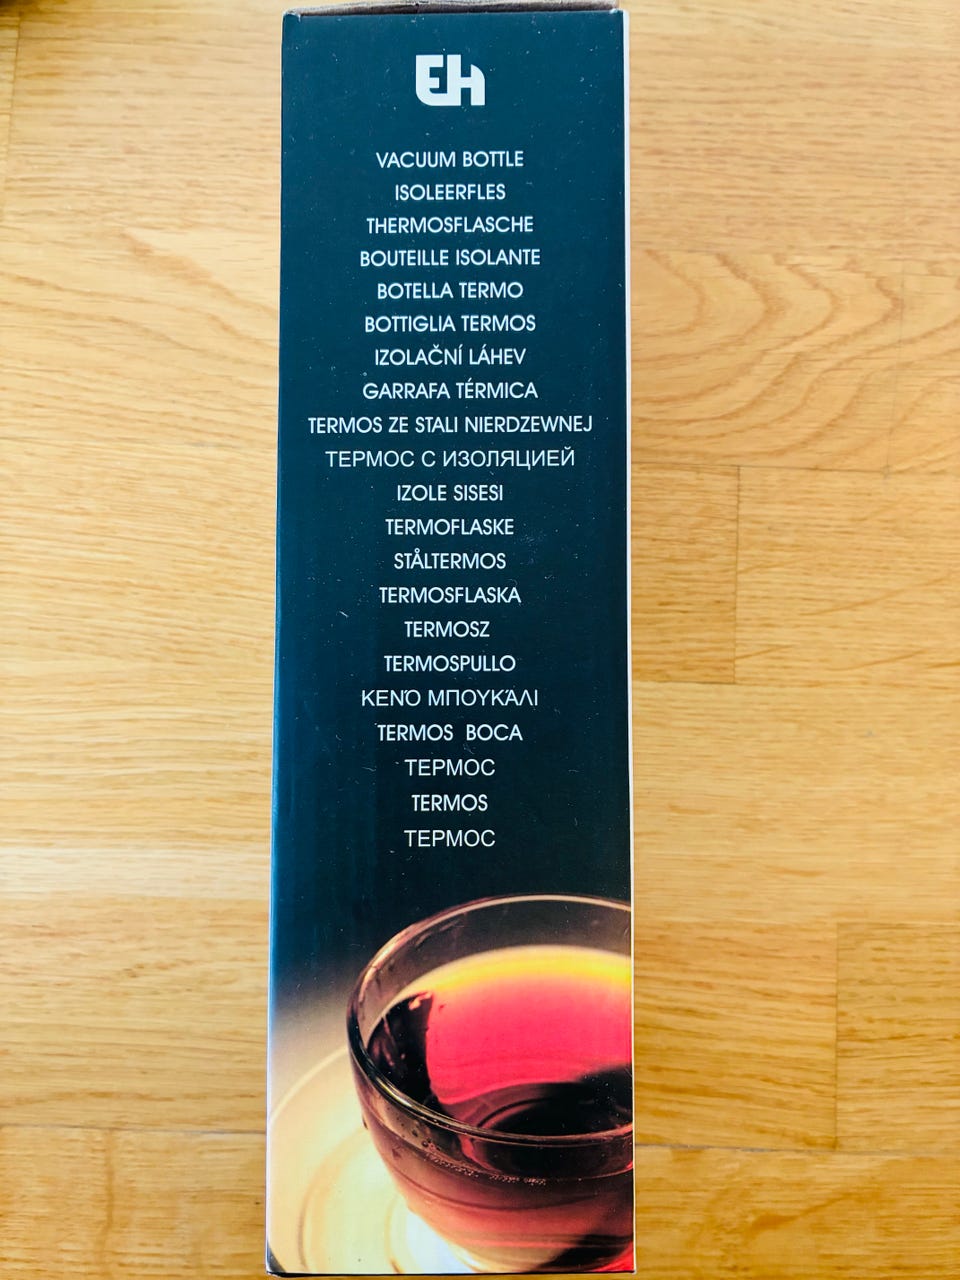 Eh
VACUUM BOTTLE
ISOLEERFLES
THERMOSFLASCHE
BOUTEILLE ISOLANTE
BOTELLA TERMO
BOTTIGLIA TERMOS
IZOLAČNÍ LÁHEV
GARRAFA TÉRMICA
TERMOS ZE STALI NIERDZEWNEJ
ТЕРМОС С ИЗОЛЯЦИЕЙ
IZOLE SISESI
TERMOFLASKE
STÅLTERMOS
TERMOSFLASKA
TERMOSZ
TERMOSPULLO
ΚΕΝΌ ΜΠΟΥΚΆΛΙ
TERMOS BOCA
ТЕРМОС
TERMOS
ТЕРМОС